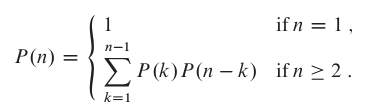 P(n) = { 1 if n = 1 ,
n−1
∑ P(k)P(n − k) if n ≥ 2 .
k=1